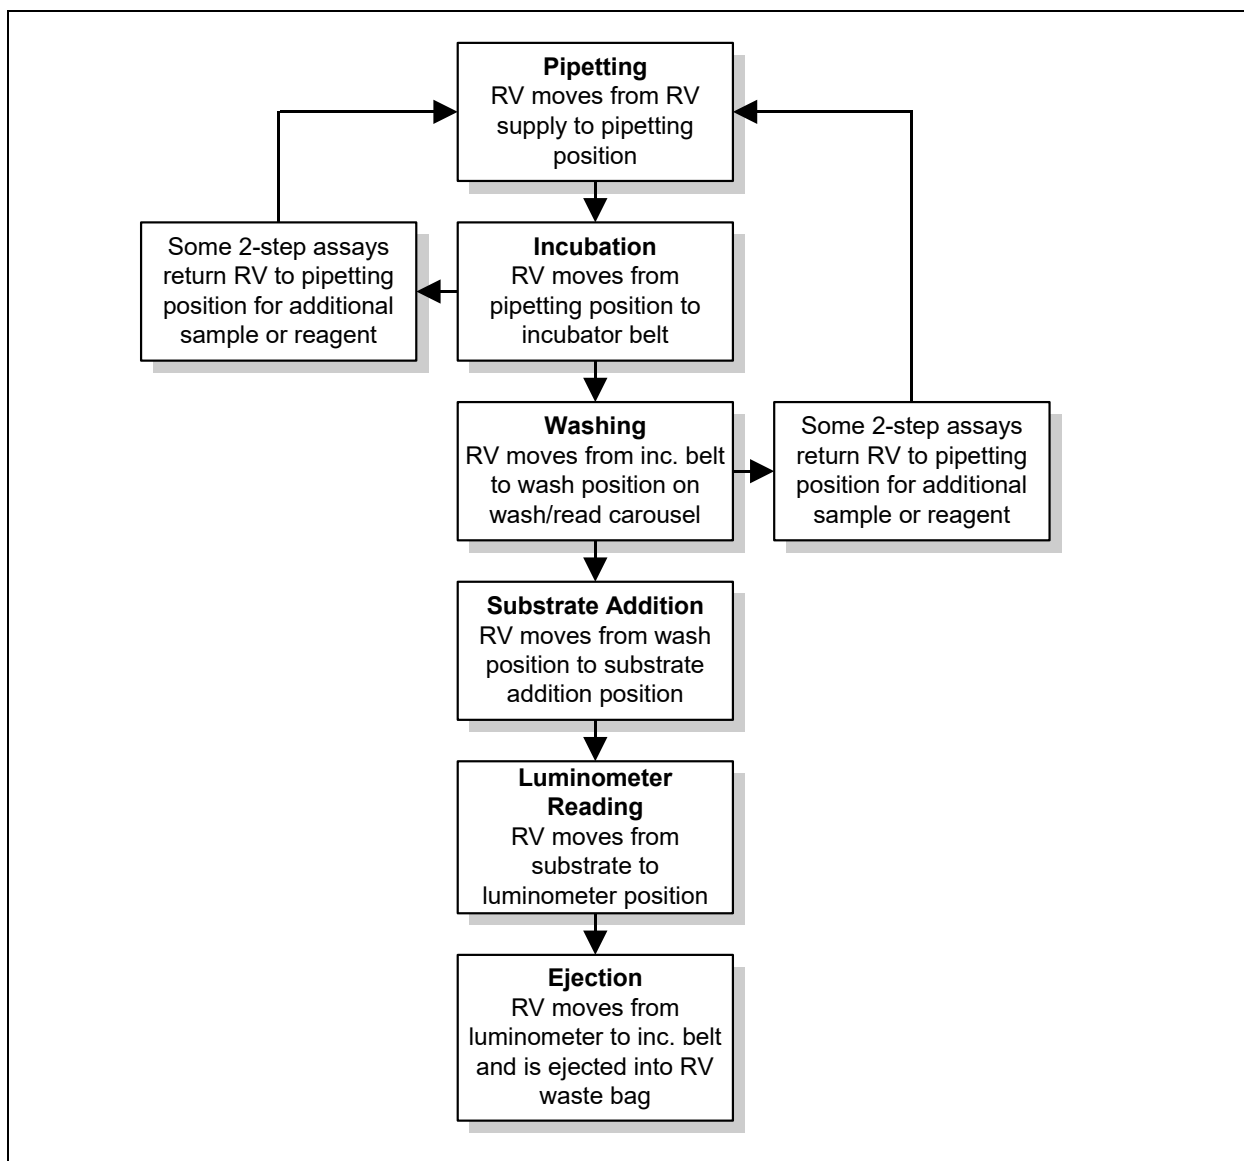 Pipetting
RV moves from RV
supply to pipetting
position
Some 2-step assays
return RV to pipetting
position for additional
sample or reagent
Incubation
RV moves from
pipetting position to
incubator belt
Washing
RV moves from inc. belt
to wash position on
wash/read carousel
Some 2-step assays
return RV to pipetting
position for additional
sample or reagent
Substrate Addition
RV moves from wash
position to substrate
addition position
Luminometer
Reading
RV moves from
substrate to
luminometer position
Ejection
RV moves from
luminometer to inc. belt
and is ejected into RV
waste bag